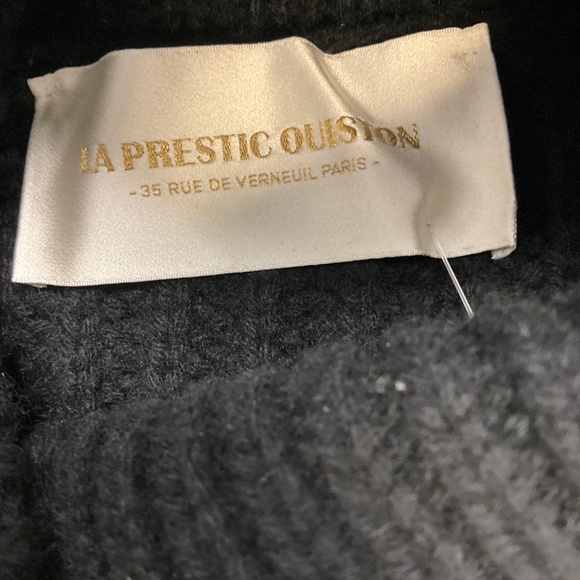 LA PRESTIC OUISTON
- 35 RUE DE VERNEUIL PARIS -